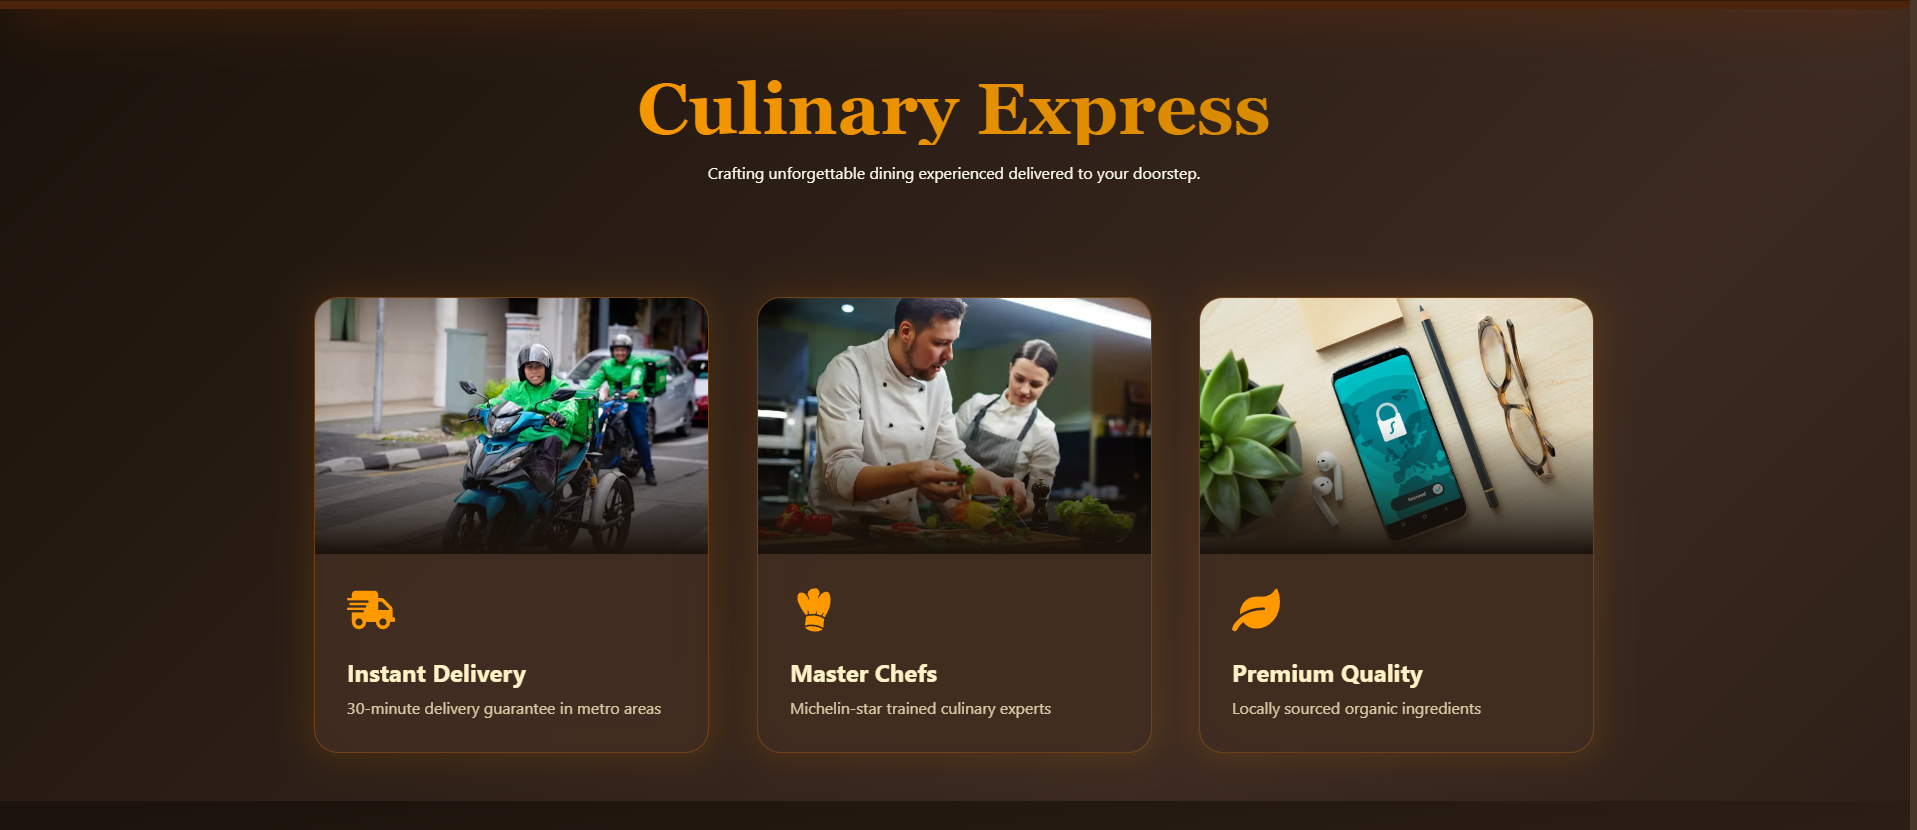 Culinary Express
Crafting unforgettable dining experienced delivered to your doorstep.
secured
Instant Delivery
30-minute delivery guarantee in metro areas
Master Chefs
Michelin-star trained culinary experts
Premium Quality
Locally sourced organic ingredients